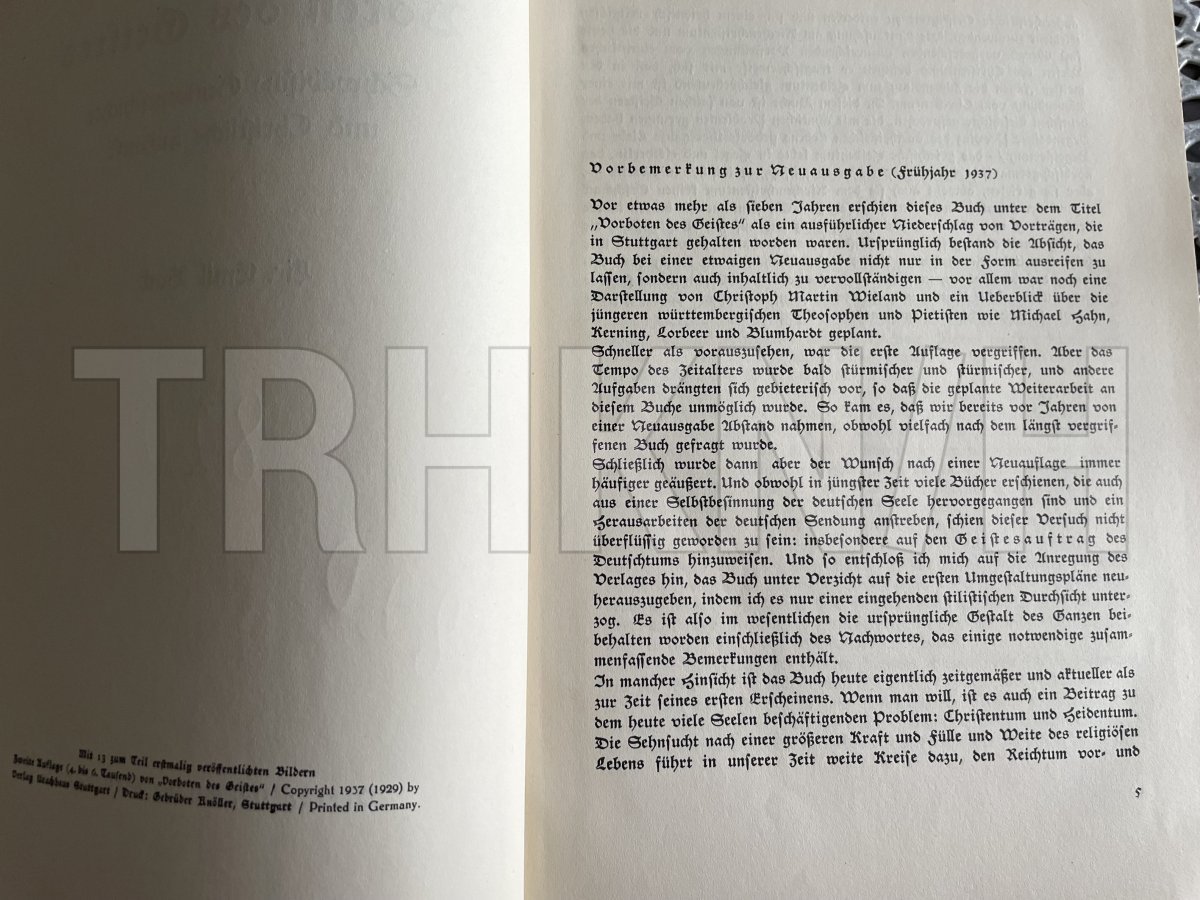 Mit 13 zum Teil erstmalig veröffentlichten Bildern
Zweite Auflage (4. bis 6. Tausend) von „Vorboten des Geistes“ / Copyright 1937 (1929) by
Verlag Urachhaus Stuttgart / Druck: Gebrüder Knöller, Stuttgart / Printed in Germany.
Vorbemerkung zur Neuausgabe (Frühjahr 1937)
Vor etwas mehr als sieben Jahren erschien dieses Buch unter dem Titel
„Vorboten des Geistes“ als ein ausführlicher Niederschlag von Vorträgen, die
in Stuttgart gehalten worden waren. Ursprünglich bestand die Absicht, das
Buch bei einer etwaigen Neuausgabe nicht nur in der Form ausreifen zu
lassen, sondern auch inhaltlich zu vervollständigen — vor allem war noch eine
Darstellung von Christoph Martin Wieland und ein Ueberblick über die
jüngeren württembergischen Theosophen und Pietisten wie Michael Hahn,
Kerning, Lorbeer und Blumhardt geplant.
Schneller als vorauszusehen, war die erste Auflage vergriffen. Aber das
Tempo des Zeitalters wurde bald stürmischer und stürmischer, und andere
Aufgaben drängten sich gebieterisch vor, so daß die geplante Weiterarbeit an
diesem Buche unmöglich wurde. So kam es, daß wir bereits vor Jahren von
einer Neuausgabe Abstand nahmen, obwohl vielfach nach dem längst vergrif-
fenen Buch gefragt wurde.
Schließlich wurde dann aber der Wunsch nach einer Neuauflage immer
häufiger geäußert. Und obwohl in jüngster Zeit viele Bücher erschienen, die auch
aus einer Selbstbesinnung der deutschen Seele hervorgegangen sind und ein
Herausarbeiten der deutschen Sendung anstreben, schien dieser Versuch nicht
überflüssig geworden zu sein: insbesondere auf den Geistesauftrag des
Deutschtums hinzuweisen. Und so entschloß ich mich auf die Anregung des
Verlages hin, das Buch unter Verzicht auf die ersten Umgestaltungspläne neu-
herauszugeben, indem ich es nur einer eingehenden stilistischen Durchsicht unter-
zog. Es ist also im wesentlichen die ursprüngliche Gestalt des Ganzen bei-
behalten worden einschließlich des Nachwortes, das einige notwendige zusam-
menfassende Bemerkungen enthält.
In mancher Hinsicht ist das Buch heute eigentlich zeitgemäßer und aktueller als
zur Zeit seines ersten Erscheinens. Wenn man will, ist es auch ein Beitrag zu
dem heute viele Seelen beschäftigenden Problem: Christentum und Heidentum.
Die Sehnsucht nach einer größeren Kraft und Fülle und Weite des religiösen
Lebens führt in unserer Zeit weite Kreise dazu, den Reichtum vor- und
5
TRHKNWH